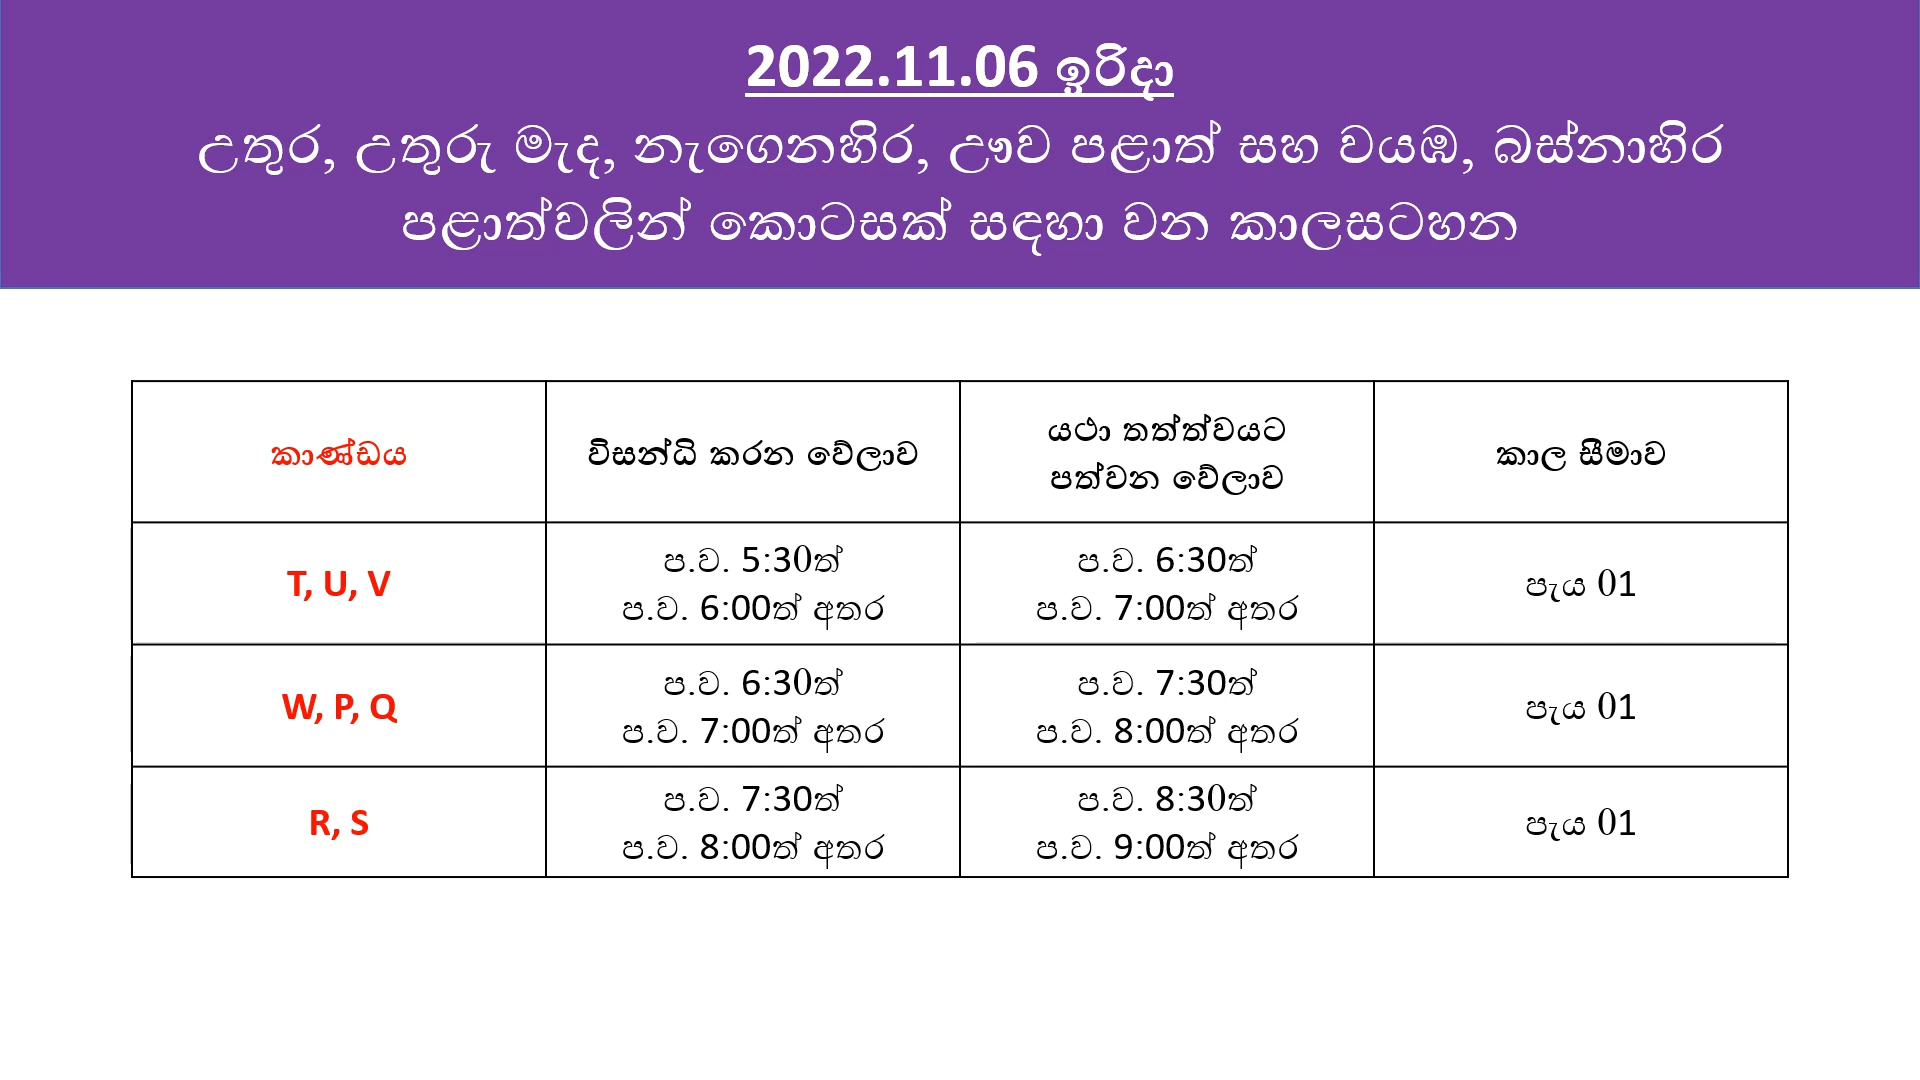 2022.11.06 ඉරිදා
උතුර, උතුරු මැද, නැගෙනහිර, ඌව පළාත් සහ වයඹ, බස්නාහිර
පළාත්වලින් කොටසක් සඳහා වන කාලසටහන
කාණ්ඩය
විසන්ධි කරන වේලාව
යථා තත්ත්වයට
පත්වන වේලාව
කාල සීමාව
T, U, V
ප.ව. 5:30ත්
ප.ව. 6:00ත් අතර
ප.ව. 6:30ත්
ප.ව. 7:00ත් අතර
පැය 01
W, P, Q
ප.ව. 6:30ත්
ප.ව. 7:00ත් අතර
ප.ව. 7:30ත්
ප.ව. 8:00ත් අතර
පැය 01
R, S
ප.ව. 7:30ත්
ප.ව. 8:00ත් අතර
ප.ව. 8:30ත්
ප.ව. 9:00ත් අතර
පැය 01